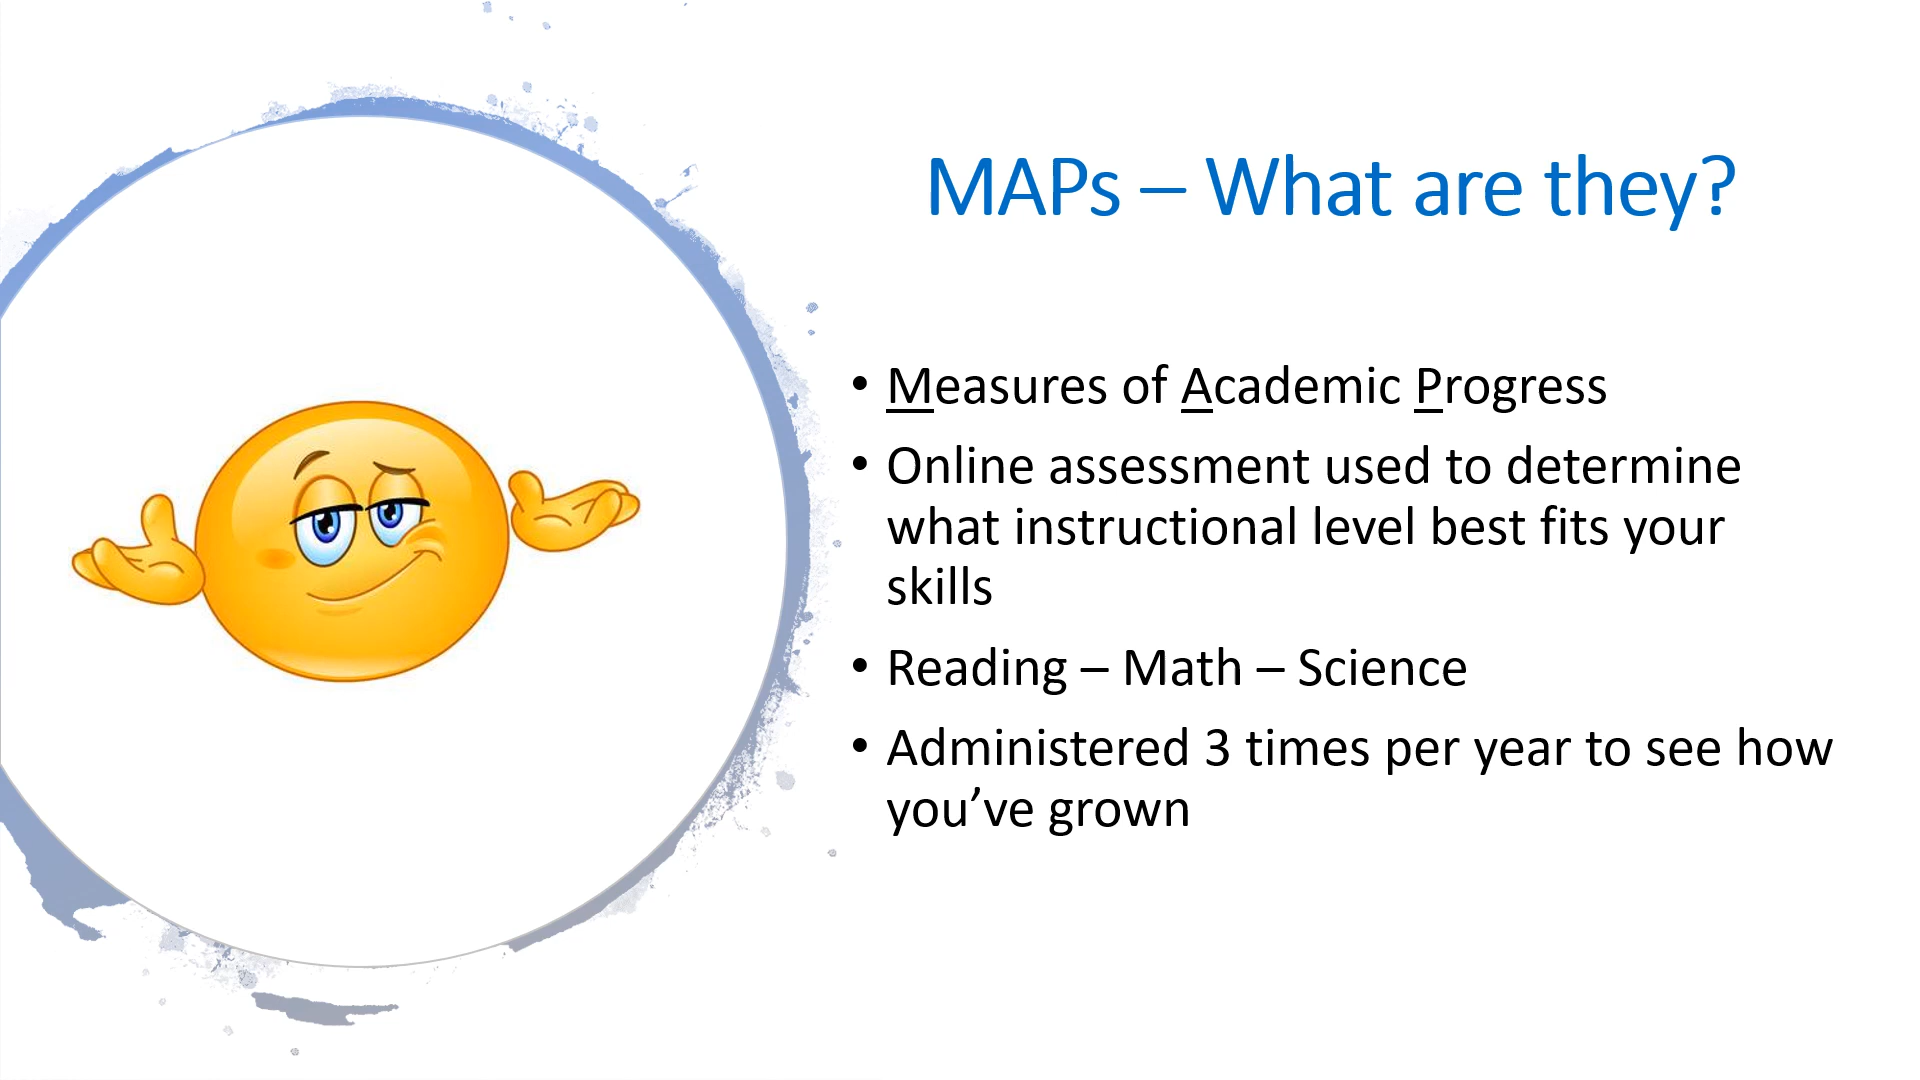 MAPs – What are they?
• Measures of Academic Progress
• Online assessment used to determine
what instructional level best fits your
skills
• Reading – Math – Science
• Administered 3 times per year to see how
you’ve grown